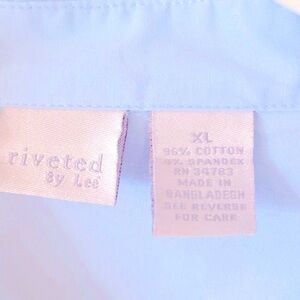 riveted
By Lee
XL
96% COTTON
4% SPANDEX
RN 34783
MADE IN
BANGLADESH
SEE REVERSE
FOR CARE